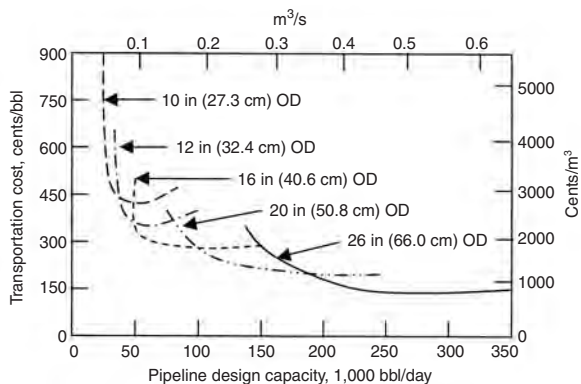 m³/s
0.1 0.2 0.3 0.4 0.5 0.6
900
750
600
450
300
150
0
Transportation cost, cents/bbl
10 in (27.3 cm) OD
12 in (32.4 cm) OD
16 in (40.6 cm) OD
20 in (50.8 cm) OD
26 in (66.0 cm) OD
5000
4000
3000
2000
1000
0
Cents/m³
0 50 100 150 200 250 300 350
Pipeline design capacity, 1,000 bbl/day